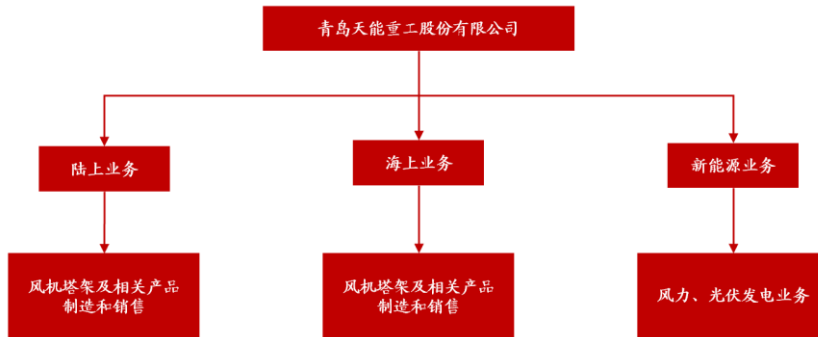 青岛天能重工股份有限公司
陆上业务
海上业务
新能源业务
风机塔架及相关产品
制造和销售
风机塔架及相关产品
制造和销售
风力、光伏发电业务